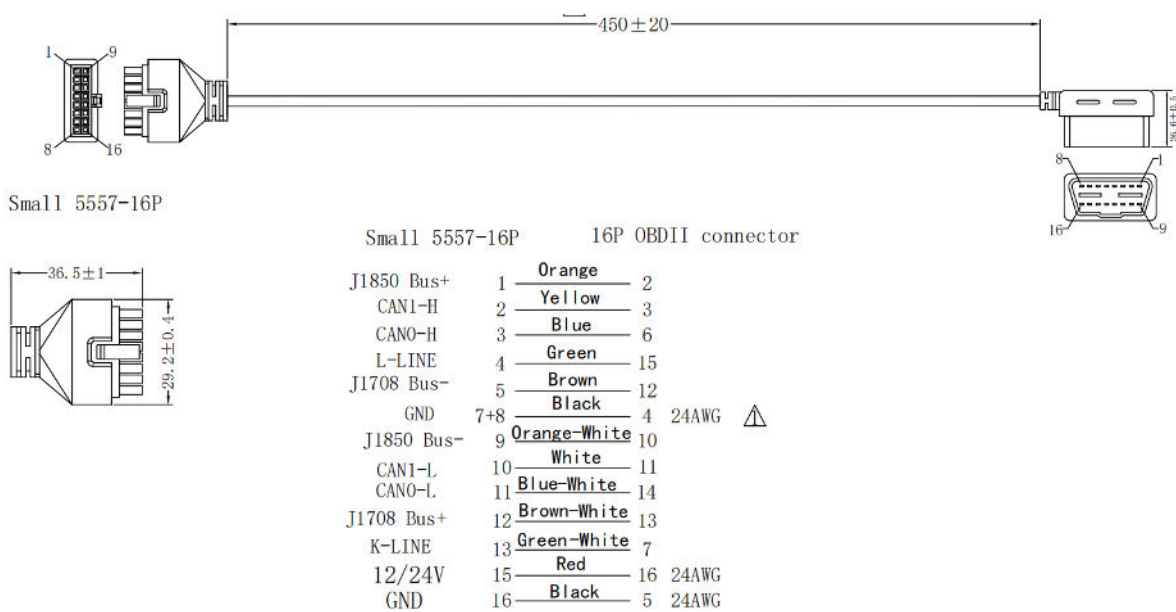 450±20
1
9
8
16
26.6±0.5
8
1
16
9
Small 5557-16P
Small 5557-16P 16P OBDII connector
36.5±1
29.2±0.4
J1850 Bus+ 1 Orange 2
CAN1-H 2 Yellow 3
CAN0-H 3 Blue 6
L-LINE 4 Green 15
J1708 Bus- 5 Brown 12
GND 7+8 Black 4 24AWG 1
J1850 Bus- 9 Orange-White 10
CAN1-L 10 White 11
CAN0-L 11 Blue-White 14
J1708 Bus+ 12 Brown-White 13
K-LINE 13 Green-White 7
12/24V 15 Red 16 24AWG
GND 16 Black 5 24AWG